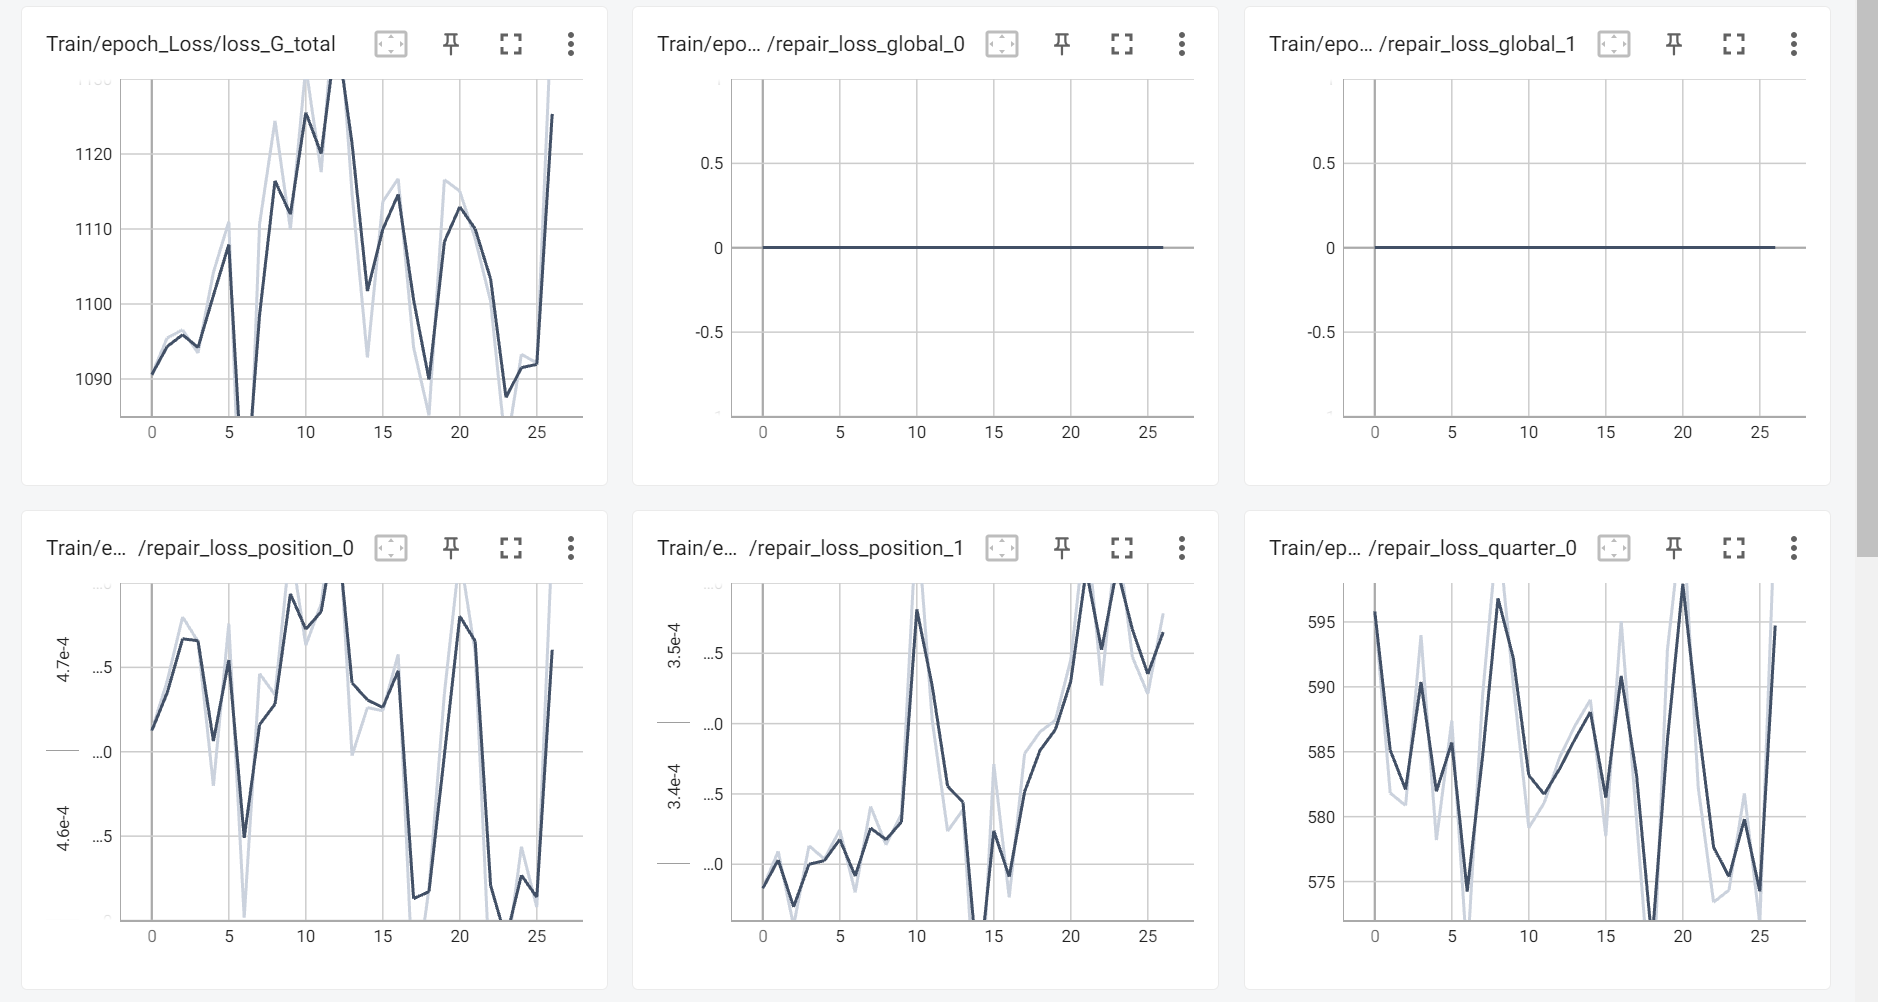 Train/epoch_Loss/loss_G_total
1120
1110
1100
1090
0 5 10 15 20 25
Train/epo... /repair_loss_global_0
0.5
0
-0.5
0 5 10 15 20 25
Train/epo... /repair_loss_global_1
0.5
0
-0.5
0 5 10 15 20 25
Train/e... /repair_loss_position_0
4.7e-4
4.6e-4
...5
...0
...5
0 5 10 15 20 25
Train/e... /repair_loss_position_1
3.5e-4
3.4e-4
...5
...0
...5
...0
0 5 10 15 20 25
Train/ep... /repair_loss_quarter_0
595
590
585
580
575
0 5 10 15 20 25